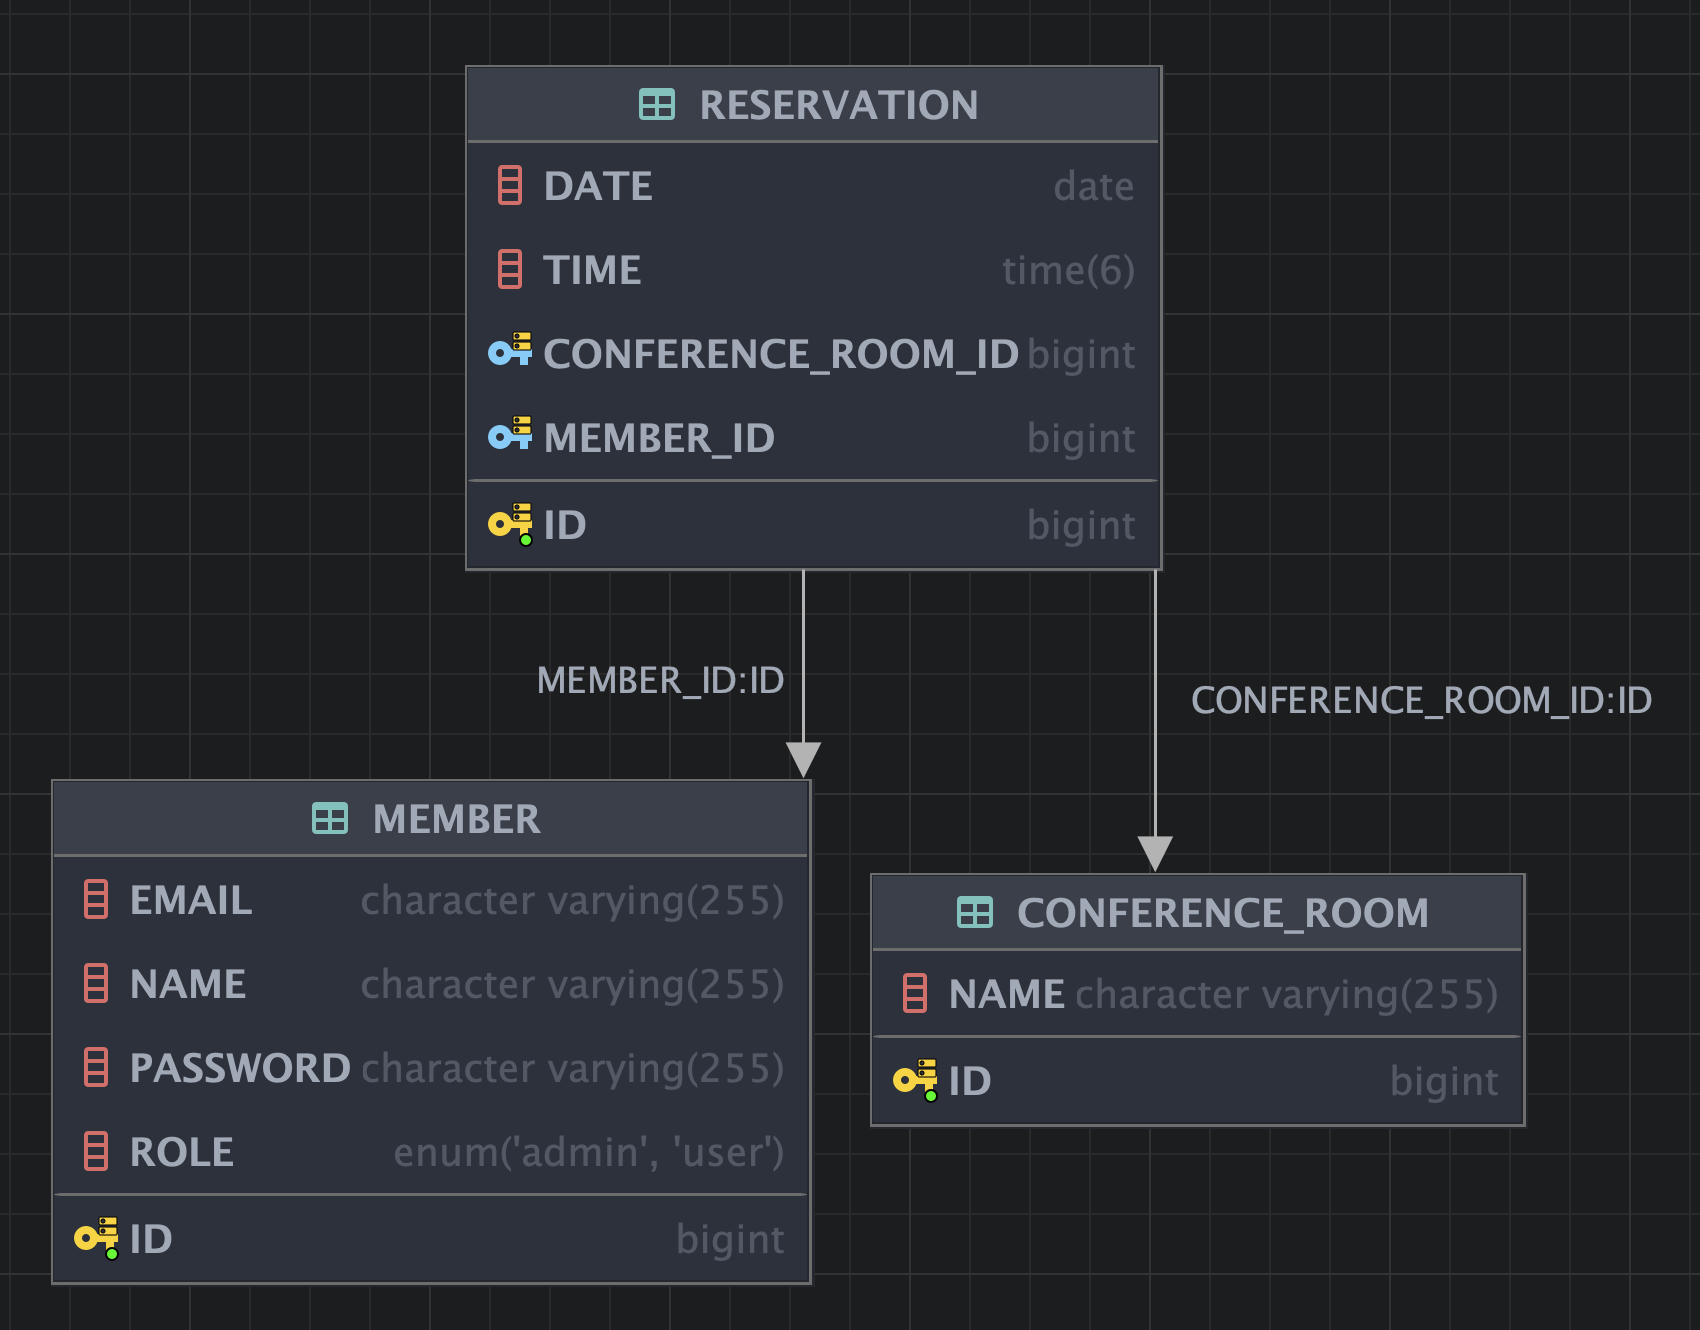 RESERVATION
DATE date
TIME time(6)
CONFERENCE_ROOM_ID bigint
MEMBER_ID bigint
ID bigint
MEMBER_ID:ID
CONFERENCE_ROOM_ID:ID
MEMBER
EMAIL character varying(255)
NAME character varying(255)
PASSWORD character varying(255)
ROLE enum('admin', 'user')
ID bigint
CONFERENCE_ROOM
NAME character varying(255)
ID bigint